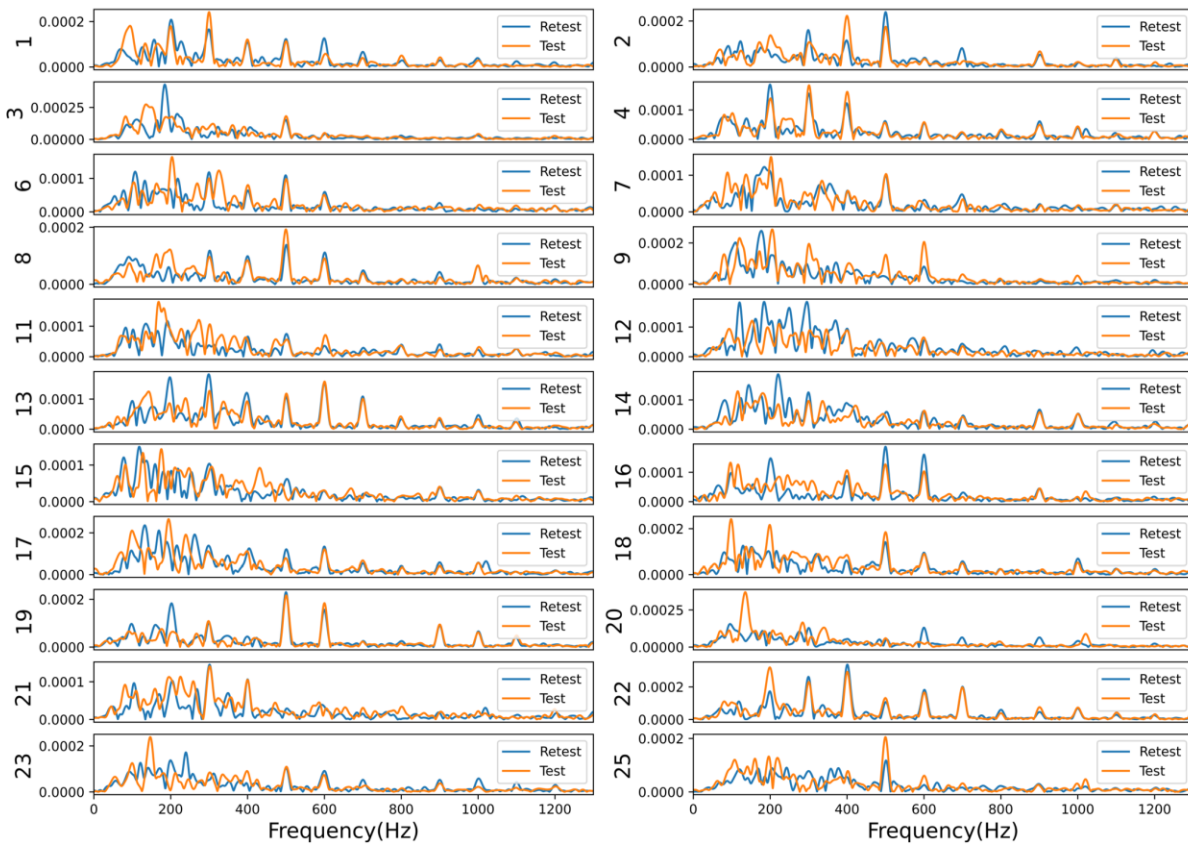 1
0.0002
0.0000
Retest
Test
2
0.0002
0.0000
Retest
Test
3
0.00025
0.00000
Retest
Test
4
0.0001
0.0000
Retest
Test
6
0.0001
0.0000
Retest
Test
7
0.0001
0.0000
Retest
Test
8
0.0002
0.0000
Retest
Test
9
0.0002
0.0000
Retest
Test
11
0.0001
0.0000
Retest
Test
12
0.0001
0.0000
Retest
Test
13
0.0001
0.0000
Retest
Test
14
0.0001
0.0000
Retest
Test
15
0.0001
0.0000
Retest
Test
16
0.0001
0.0000
Retest
Test
17
0.0002
0.0000
Retest
Test
18
0.0002
0.0000
Retest
Test
19
0.0002
0.0000
Retest
Test
20
0.00025
0.00000
Retest
Test
21
0.0001
0.0000
Retest
Test
22
0.0002
0.0000
Retest
Test
23
0.0002
0.0000
Retest
Test
25
0.0002
0.0000
Retest
Test
0 200 400 600 800 1000 1200
0 200 400 600 800 1000 1200
Frequency(Hz)
Frequency(Hz)